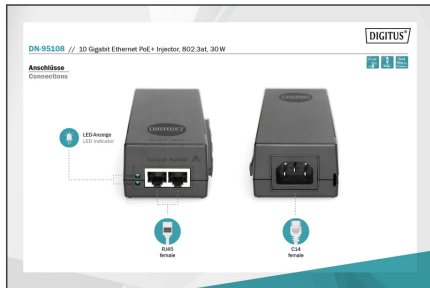 DIGITUS®
DN-95108 // 10 Gigabit Ethernet PoE+ Injector, 802.3at, 30 W
Anschlüsse
Connections
DIGITUS
LED-Anzeige
LED indicator
RJ45
female
C14
female